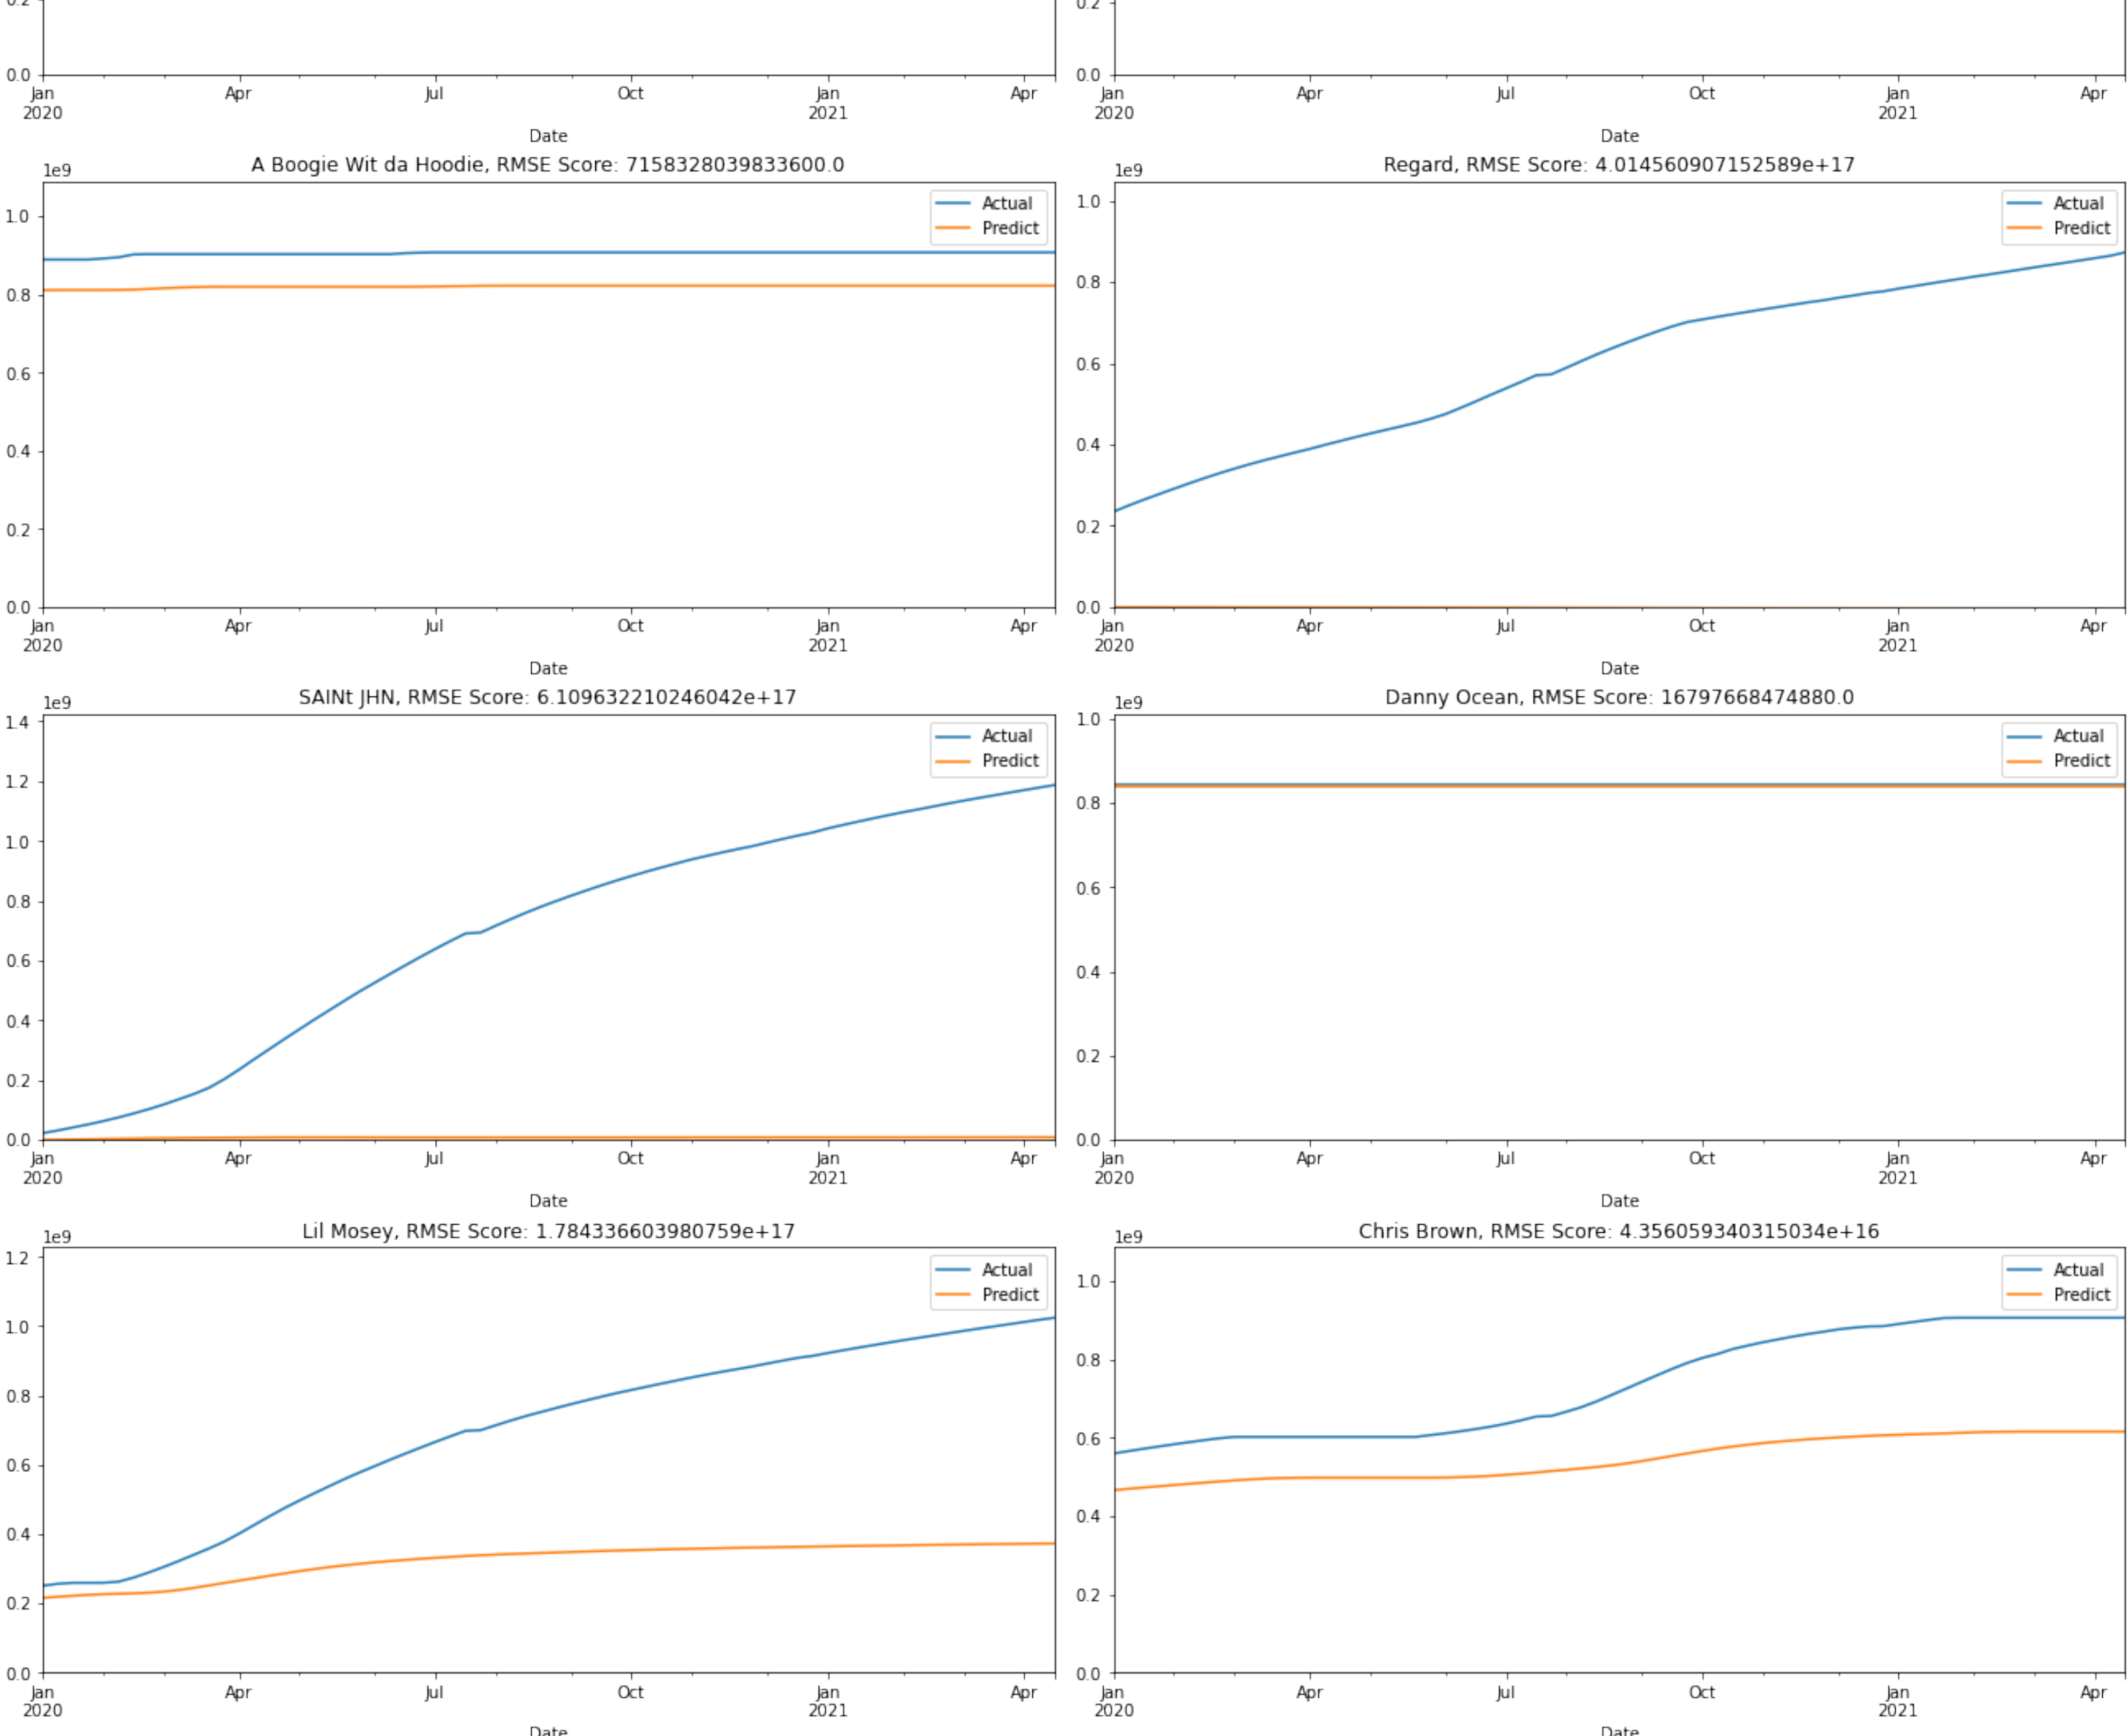 0.2
0.0
Jan Apr Jul Oct Jan Apr
2020 2021
Date
0.2
0.0
Jan Apr Jul Oct Jan Apr
2020 2021
Date
A Boogie Wit da Hoodie, RMSE Score: 7158328039833600.0
1e9
Actual
Predict
1.0
0.8
0.6
0.4
0.2
0.0
Jan Apr Jul Oct Jan Apr
2020 2021
Date
Regard, RMSE Score: 4.014560907152589e+17
1e9
Actual
Predict
1.0
0.8
0.6
0.4
0.2
0.0
Jan Apr Jul Oct Jan Apr
2020 2021
Date
SAINt JHN, RMSE Score: 6.109632210246042e+17
1e9
Actual
Predict
1.4
1.2
1.0
0.8
0.6
0.4
0.2
0.0
Jan Apr Jul Oct Jan Apr
2020 2021
Date
Danny Ocean, RMSE Score: 16797668474880.0
1e9
Actual
Predict
1.0
0.8
0.6
0.4
0.2
0.0
Jan Apr Jul Oct Jan Apr
2020 2021
Date
Lil Mosey, RMSE Score: 1.784336603980759e+17
1e9
Actual
Predict
1.2
1.0
0.8
0.6
0.4
0.2
0.0
Jan Apr Jul Oct Jan Apr
2020 2021
Date
Chris Brown, RMSE Score: 4.356059340315034e+16
1e9
Actual
Predict
1.0
0.8
0.6
0.4
0.2
0.0
Jan Apr Jul Oct Jan Apr
2020 2021
Date